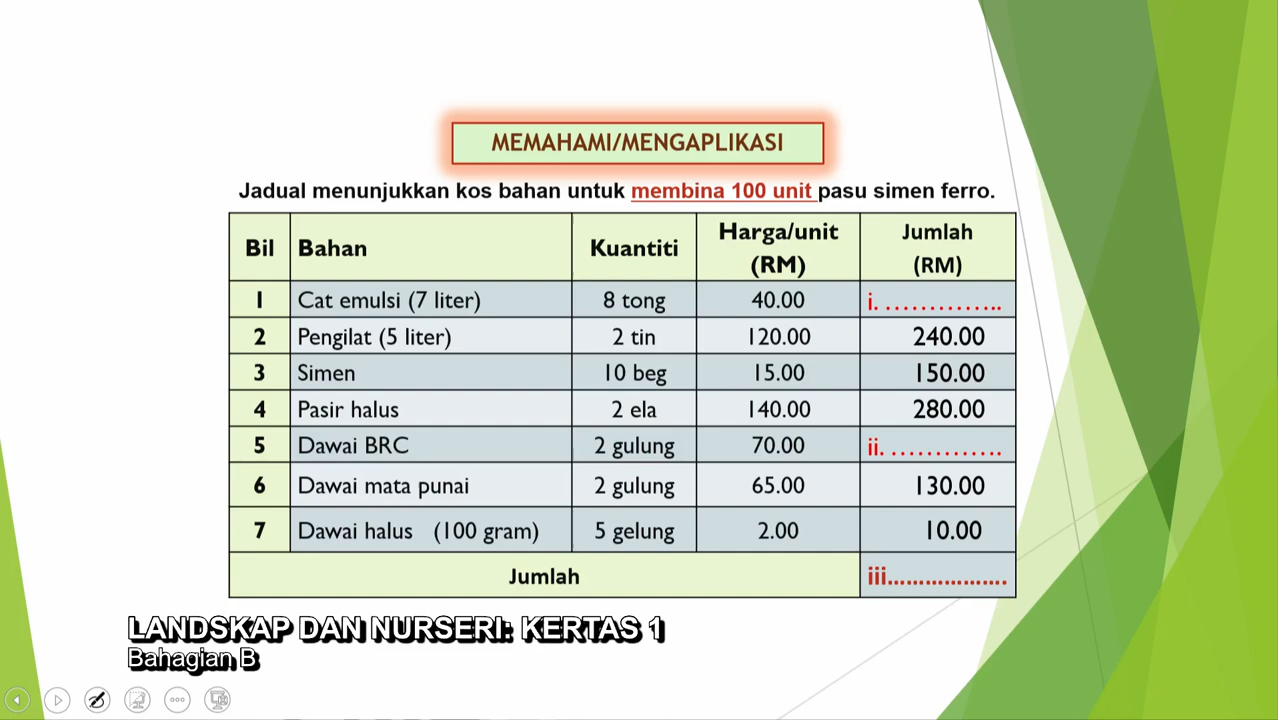 MEMAHAMI/MENGAPLIKASI
Jadual menunjukkan kos bahan untuk membina 100 unit pasu simen ferro.
Bil Bahan Kuantiti Harga/unit (RM) Jumlah (RM)
1 Cat emulsi (7 liter) 8 tong 40.00 i. ..............
2 Pengilat (5 liter) 2 tin 120.00 240.00
3 Simen 10 beg 15.00 150.00
4 Pasir halus 2 ela 140.00 280.00
5 Dawai BRC 2 gulung 70.00 ii. .............
6 Dawai mata punai 2 gulung 65.00 130.00
7 Dawai halus (100 gram) 5 gelung 2.00 10.00
Jumlah iii...................
LANDSKAP DAN NURSERI: KERTAS 1
Bahagian B